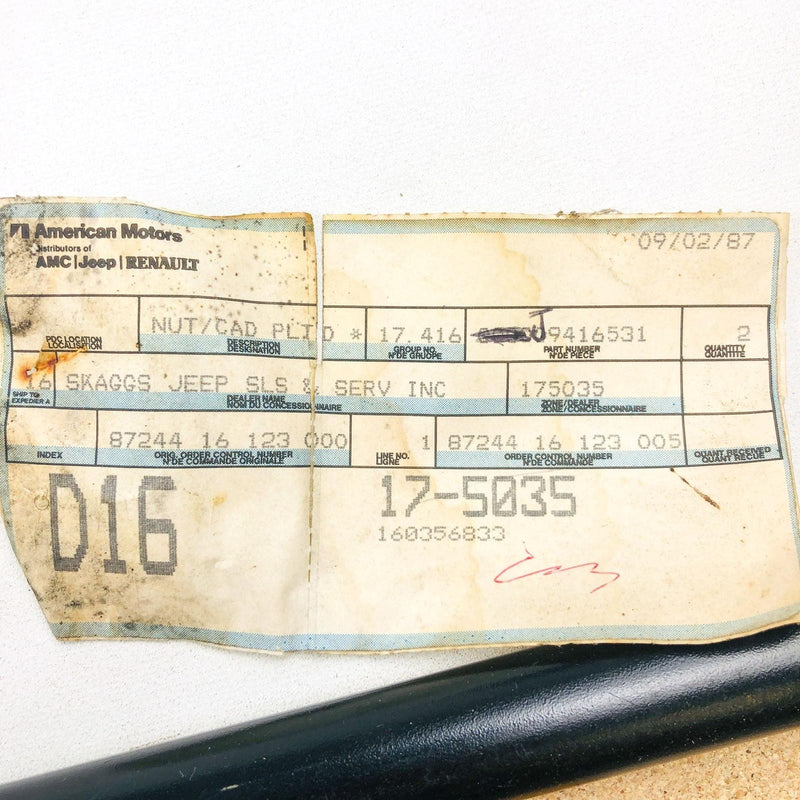 American Motors
Distributors of
AMC | Jeep | RENAULT
09/02/87
NUT/CAD PLTD * 17.416 J 9416531 2
PDC LOCATION DESCRIPTION GROUP NO PART NUMBER QUANTITY
LOCALISATION DESIGNATION N'DE GRUOPE N'DE PIECE QUANTITE
16 SKAGGS JEEP SLS & SERV INC 175035
SHIP TO DEALER NAME ZONE/DEALER
EXPEDIER A NOM DU CONCESSIONNAIRE ZONE/CONCESSIONNAIRE
87244 16 123 000 1 87244 16 123 005
INDEX ORIG. ORDER CONTROL NUMBER LINE NO. ORDER CONTROL NUMBER QUANT RECEIVED
N'DE COMMANDE ORIGINALE LIGNE N'DE COMMANDE QUANT RECUE
D16 17-5035
160356833